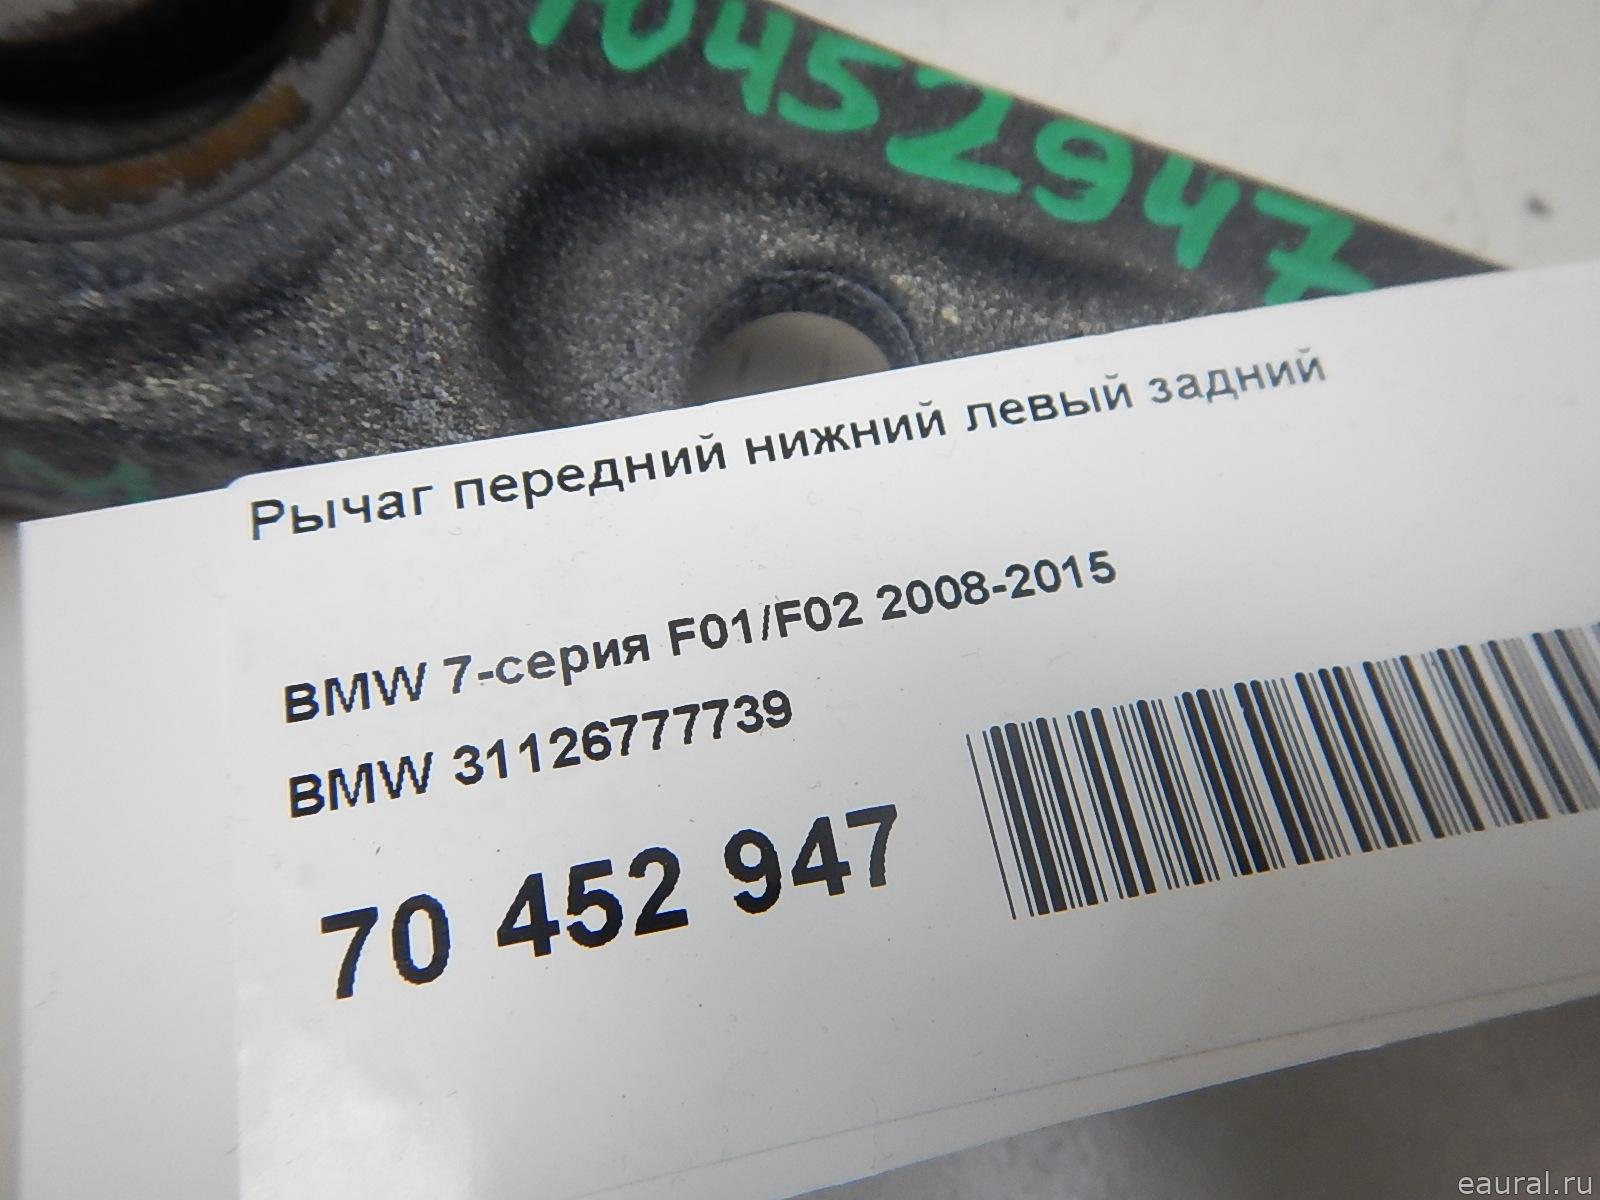 70452947
Рычаг передний нижний левый задний
BMW 7-серия F01/F02 2008-2015
BMW 31126777739
70 452 947
eaural.ru